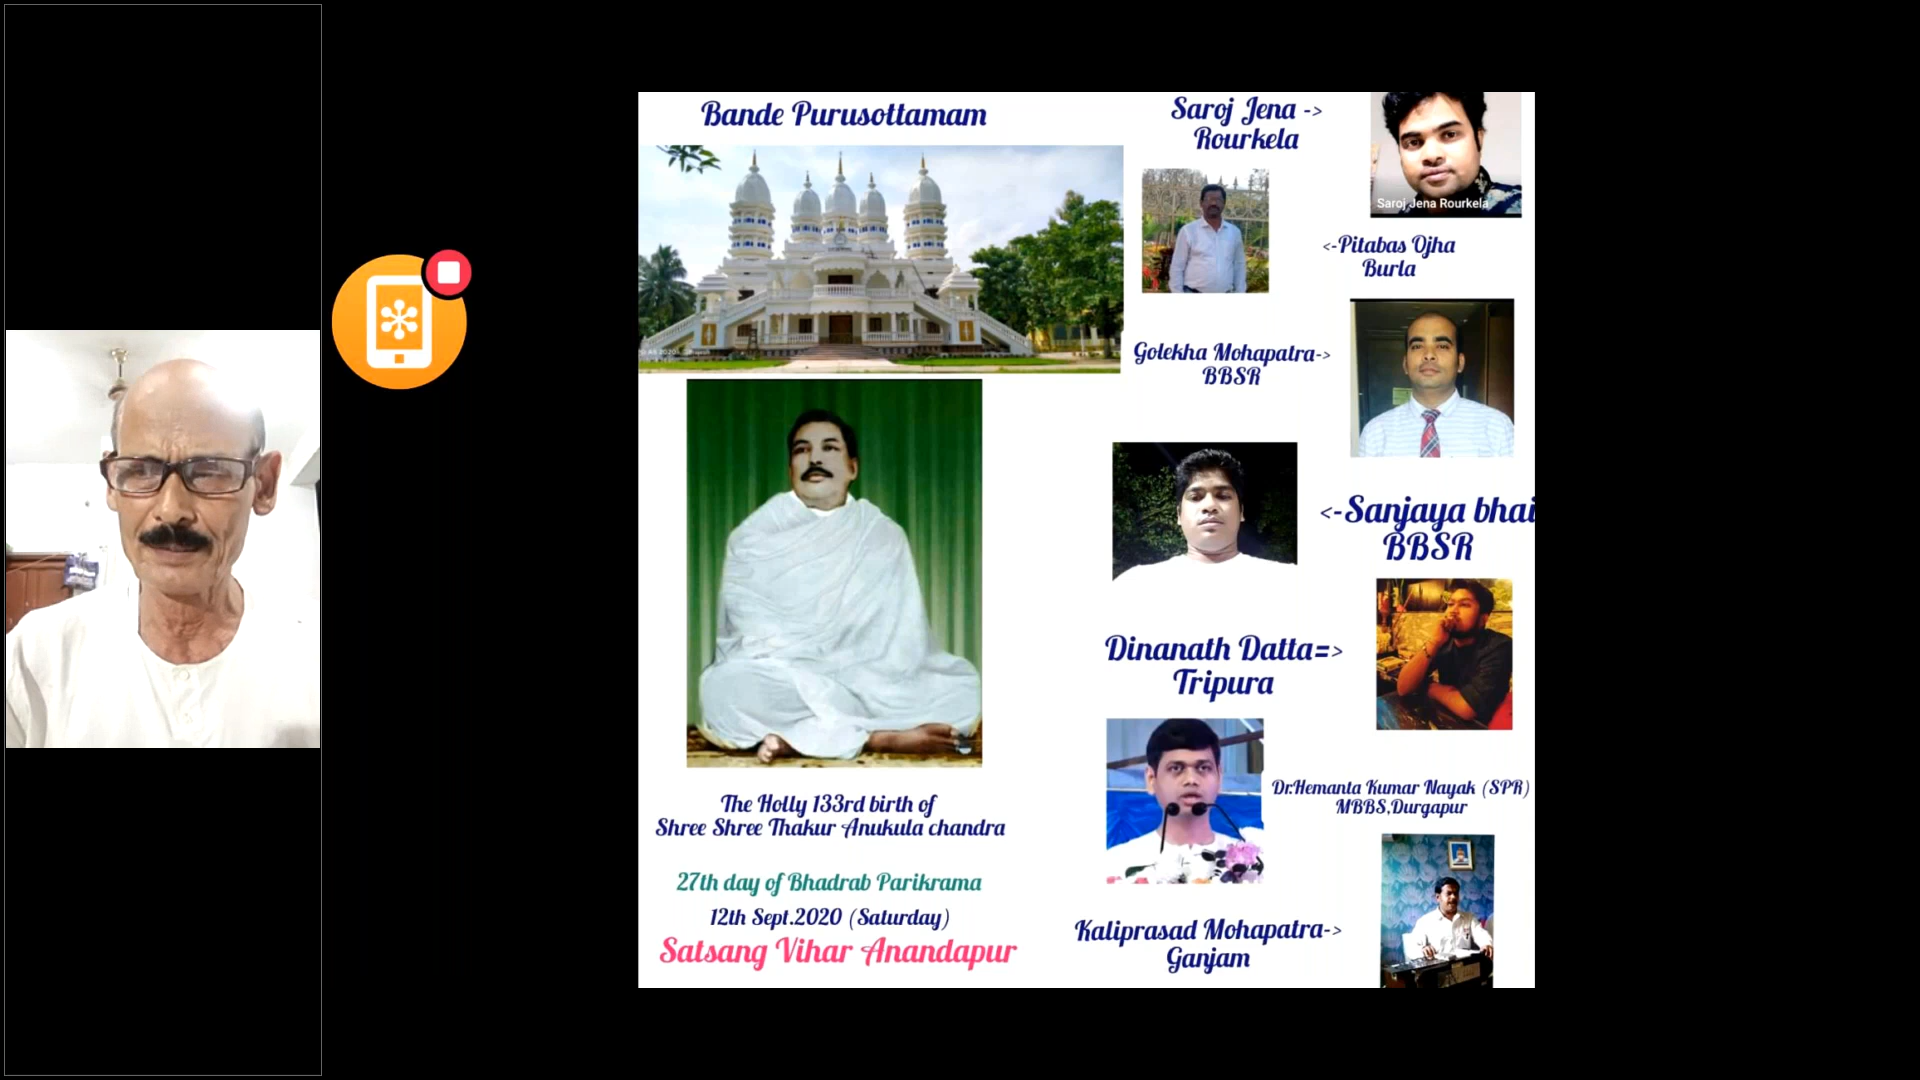 Bande Purusottamam
The Holly 133rd birth of
Shree Shree Thakur Anukula chandra
27th day of Bhadrab Parikrama
12th Sept.2020 (Saturday)
Satsang Vihar Anandapur
Saroj Jena ->
Rourkela
Saroj Jena Rourkela
<-Pitabas Ojha
Burla
Golekha Mohapatra->
BBSR
<-Sanjaya bhai
BBSR
Dinanath Datta=>
Tripura
Dr.Hemanta Kumar Nayak (SPR)
MBBS,Durgapur
Kaliprasad Mohapatra->
Ganjam